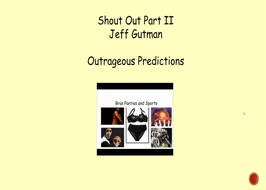 Shout Out Part II
Jeff Gutman
Outrageous Predictions
Bras Panties and Sports